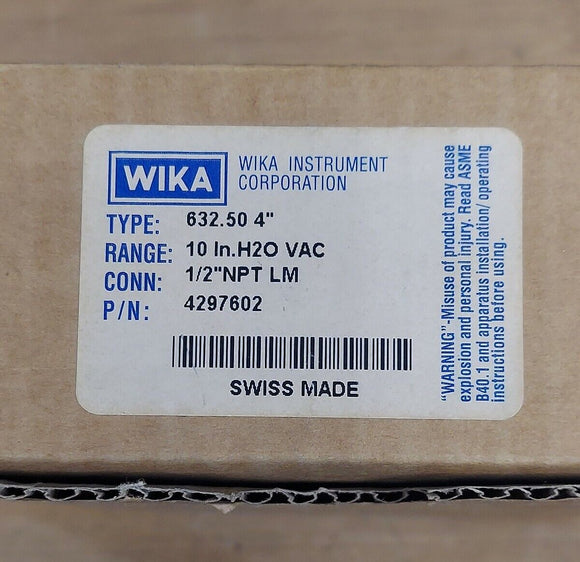 WIKA
WIKA INSTRUMENT
CORPORATION
TYPE: 632.50 4"
RANGE: 10 In.H2O VAC
CONN: 1/2"NPT LM
P/N: 4297602
SWISS MADE
"WARNING"-Misuse of product may cause
explosion and personal injury. Read ASME
B40.1 and apparatus installation/ operating
instructions before using.